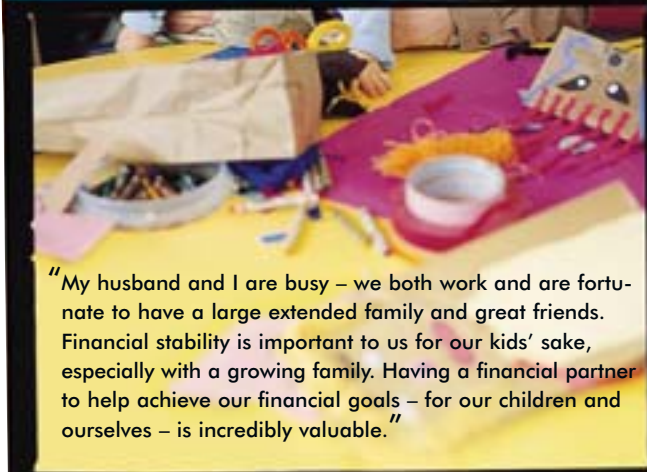 "My husband and I are busy – we both work and are fortu-
nate to have a large extended family and great friends.
Financial stability is important to us for our kids' sake,
especially with a growing family. Having a financial partner
to help achieve our financial goals – for our children and
ourselves – is incredibly valuable."